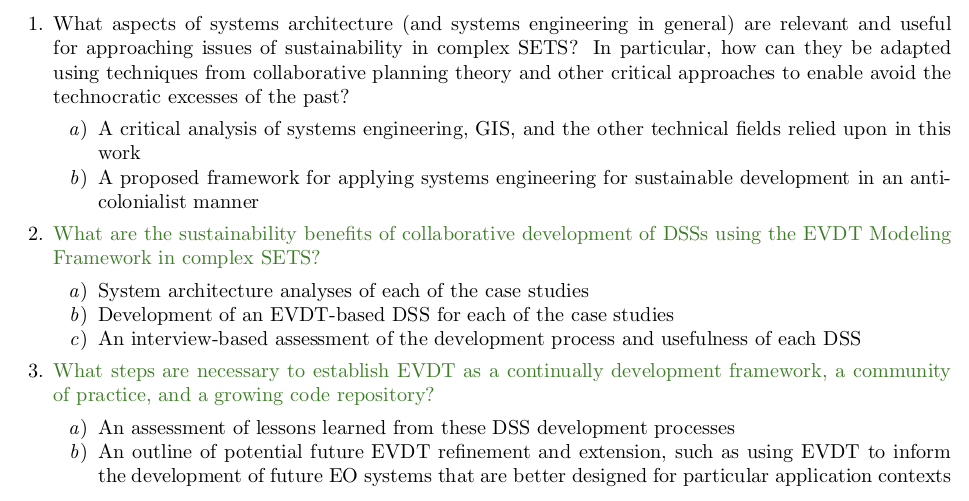 1. What aspects of systems architecture (and systems engineering in general) are relevant and useful
for approaching issues of sustainability in complex SETS? In particular, how can they be adapted
using techniques from collaborative planning theory and other critical approaches to enable avoid the
technocratic excesses of the past?
a) A critical analysis of systems engineering, GIS, and the other technical fields relied upon in this
work
b) A proposed framework for applying systems engineering for sustainable development in an anti-
colonialist manner
2. What are the sustainability benefits of collaborative development of DSSs using the EVDT Modeling
Framework in complex SETS?
a) System architecture analyses of each of the case studies
b) Development of an EVDT-based DSS for each of the case studies
c) An interview-based assessment of the development process and usefulness of each DSS
3. What steps are necessary to establish EVDT as a continually development framework, a community
of practice, and a growing code repository?
a) An assessment of lessons learned from these DSS development processes
b) An outline of potential future EVDT refinement and extension, such as using EVDT to inform
the development of future EO systems that are better designed for particular application contexts